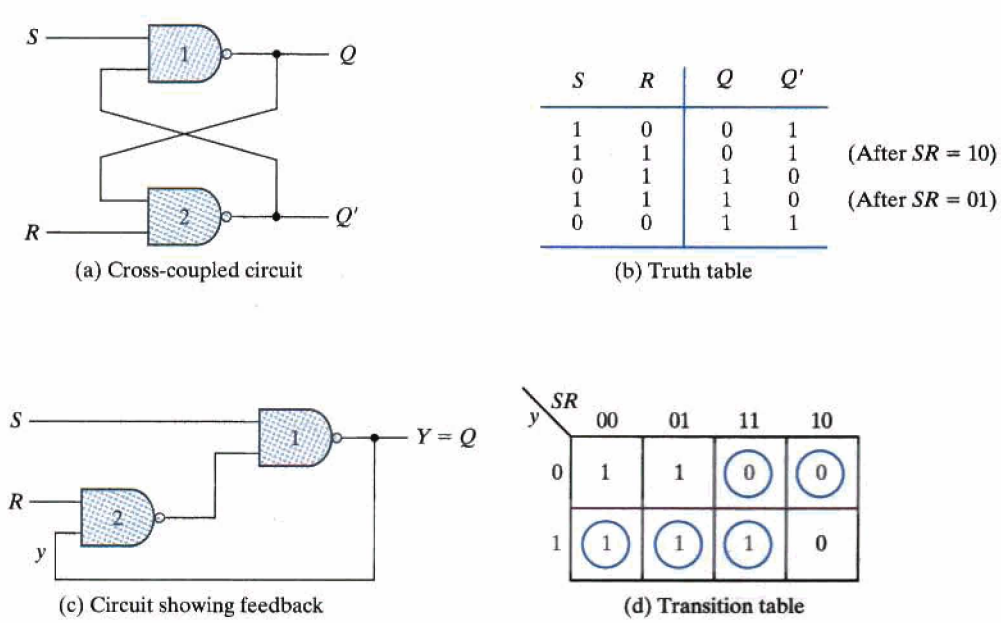 S
1
Q
2
Q'
R
(a) Cross-coupled circuit
S R Q Q'
1 0 0 1
1 1 0 1 (After SR = 10)
0 1 1 0
1 1 1 0 (After SR = 01)
0 0 1 1
(b) Truth table
S
1
Y = Q
R
2
y
(c) Circuit showing feedback
SR
y 00 01 11 10
0 1 1 0 0
1 1 1 1 0
(d) Transition table